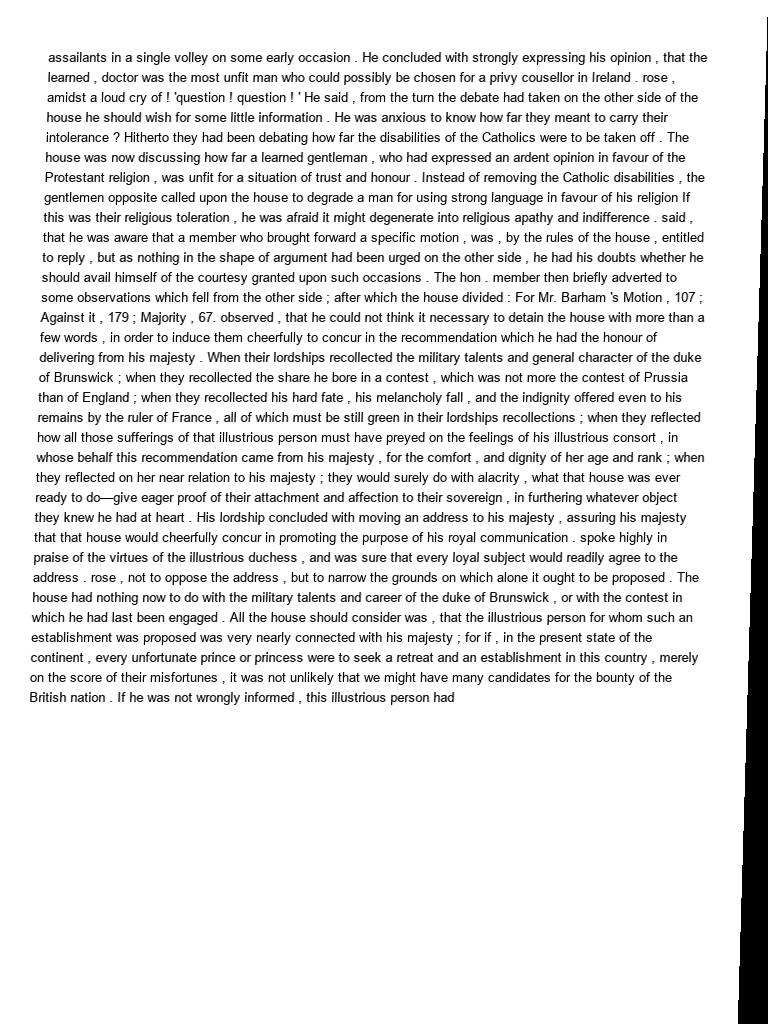 assailants in a single volley on some early occasion . He concluded with strongly expressing his opinion , that the
learned , doctor was the most unfit man who could possibly be chosen for a privy cousellor in Ireland . rose ,
amidst a loud cry of ! 'question ! question ! ' He said , from the turn the debate had taken on the other side of the
house he should wish for some little information . He was anxious to know how far they meant to carry their
intolerance ? Hitherto they had been debating how far the disabilities of the Catholics were to be taken off . The
house was now discussing how far a learned gentleman , who had expressed an ardent opinion in favour of the
Protestant religion , was unfit for a situation of trust and honour . Instead of removing the Catholic disabilities , the
gentlemen opposite called upon the house to degrade a man for using strong language in favour of his religion If
this was their religious toleration , he was afraid it might degenerate into religious apathy and indifference . said ,
that he was aware that a member who brought forward a specific motion , was , by the rules of the house , entitled
to reply , but as nothing in the shape of argument had been urged on the other side , he had his doubts whether he
should avail himself of the courtesy granted upon such occasions . The hon . member then briefly adverted to
some observations which fell from the other side ; after which the house divided : For Mr. Barham 's Motion , 107 ;
Against it , 179 ; Majority , 67. observed , that he could not think it necessary to detain the house with more than a
few words , in order to induce them cheerfully to concur in the recommendation which he had the honour of
delivering from his majesty . When their lordships recollected the military talents and general character of the duke
of Brunswick ; when they recollected the share he bore in a contest , which was not more the contest of Prussia
than of England ; when they recollected his hard fate , his melancholy fall , and the indignity offered even to his
remains by the ruler of France , all of which must be still green in their lordships recollections ; when they reflected
how all those sufferings of that illustrious person must have preyed on the feelings of his illustrious consort , in
whose behalf this recommendation came from his majesty , for the comfort , and dignity of her age and rank ; when
they reflected on her near relation to his majesty ; they would surely do with alacrity , what that house was ever
ready to do—give eager proof of their attachment and affection to their sovereign , in furthering whatever object
they knew he had at heart . His lordship concluded with moving an address to his majesty , assuring his majesty
that that house would cheerfully concur in promoting the purpose of his royal communication . spoke highly in
praise of the virtues of the illustrious duchess , and was sure that every loyal subject would readily agree to the
address . rose , not to oppose the address , but to narrow the grounds on which alone it ought to be proposed . The
house had nothing now to do with the military talents and career of the duke of Brunswick , or with the contest in
which he had last been engaged . All the house should consider was , that the illustrious person for whom such an
establishment was proposed was very nearly connected with his majesty ; for if , in the present state of the
continent , every unfortunate prince or princess were to seek a retreat and an establishment in this country , merely
on the score of their misfortunes , it was not unlikely that we might have many candidates for the bounty of the
British nation . If he was not wrongly informed , this illustrious person had